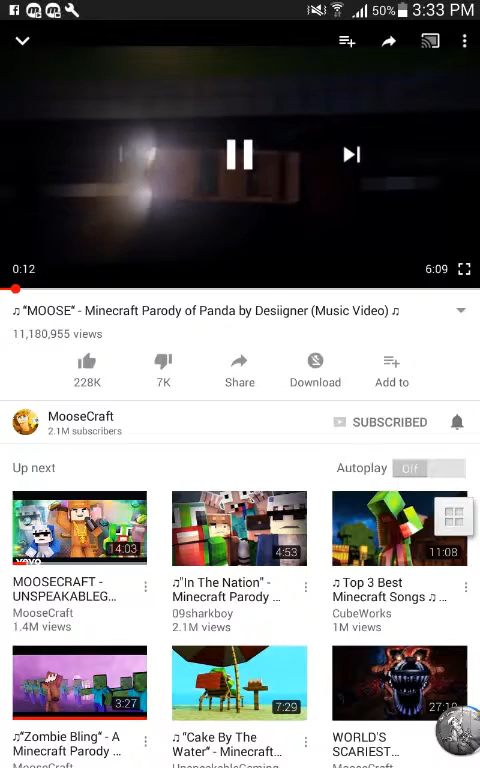 50% 3:33 PM
0:12
6:09
♫ "MOOSE" - Minecraft Parody of Panda by Desiigner (Music Video) ♫
11,180,955 views
228K 7K Share Download Add to
MooseCraft
2.1M subscribers
SUBSCRIBED
Up next
Autoplay Off
14:03
vevo
4:53
11:08
MOOSECRAFT -
UNSPEAKABLEG...
MooseCraft
1.4M views
♫"In The Nation" -
Minecraft Parody ...
09sharkboy
2.1M views
♫ Top 3 Best
Minecraft Songs ♫ ...
CubeWorks
1M views
3:27
7:29
♫"Zombie Bling" - A
Minecraft Parody ...
MooseCraft
♫ "Cake By The
Water" - Minecraft...
UnspeakableGaming
WORLD'S
SCARIEST...
MooseCraft